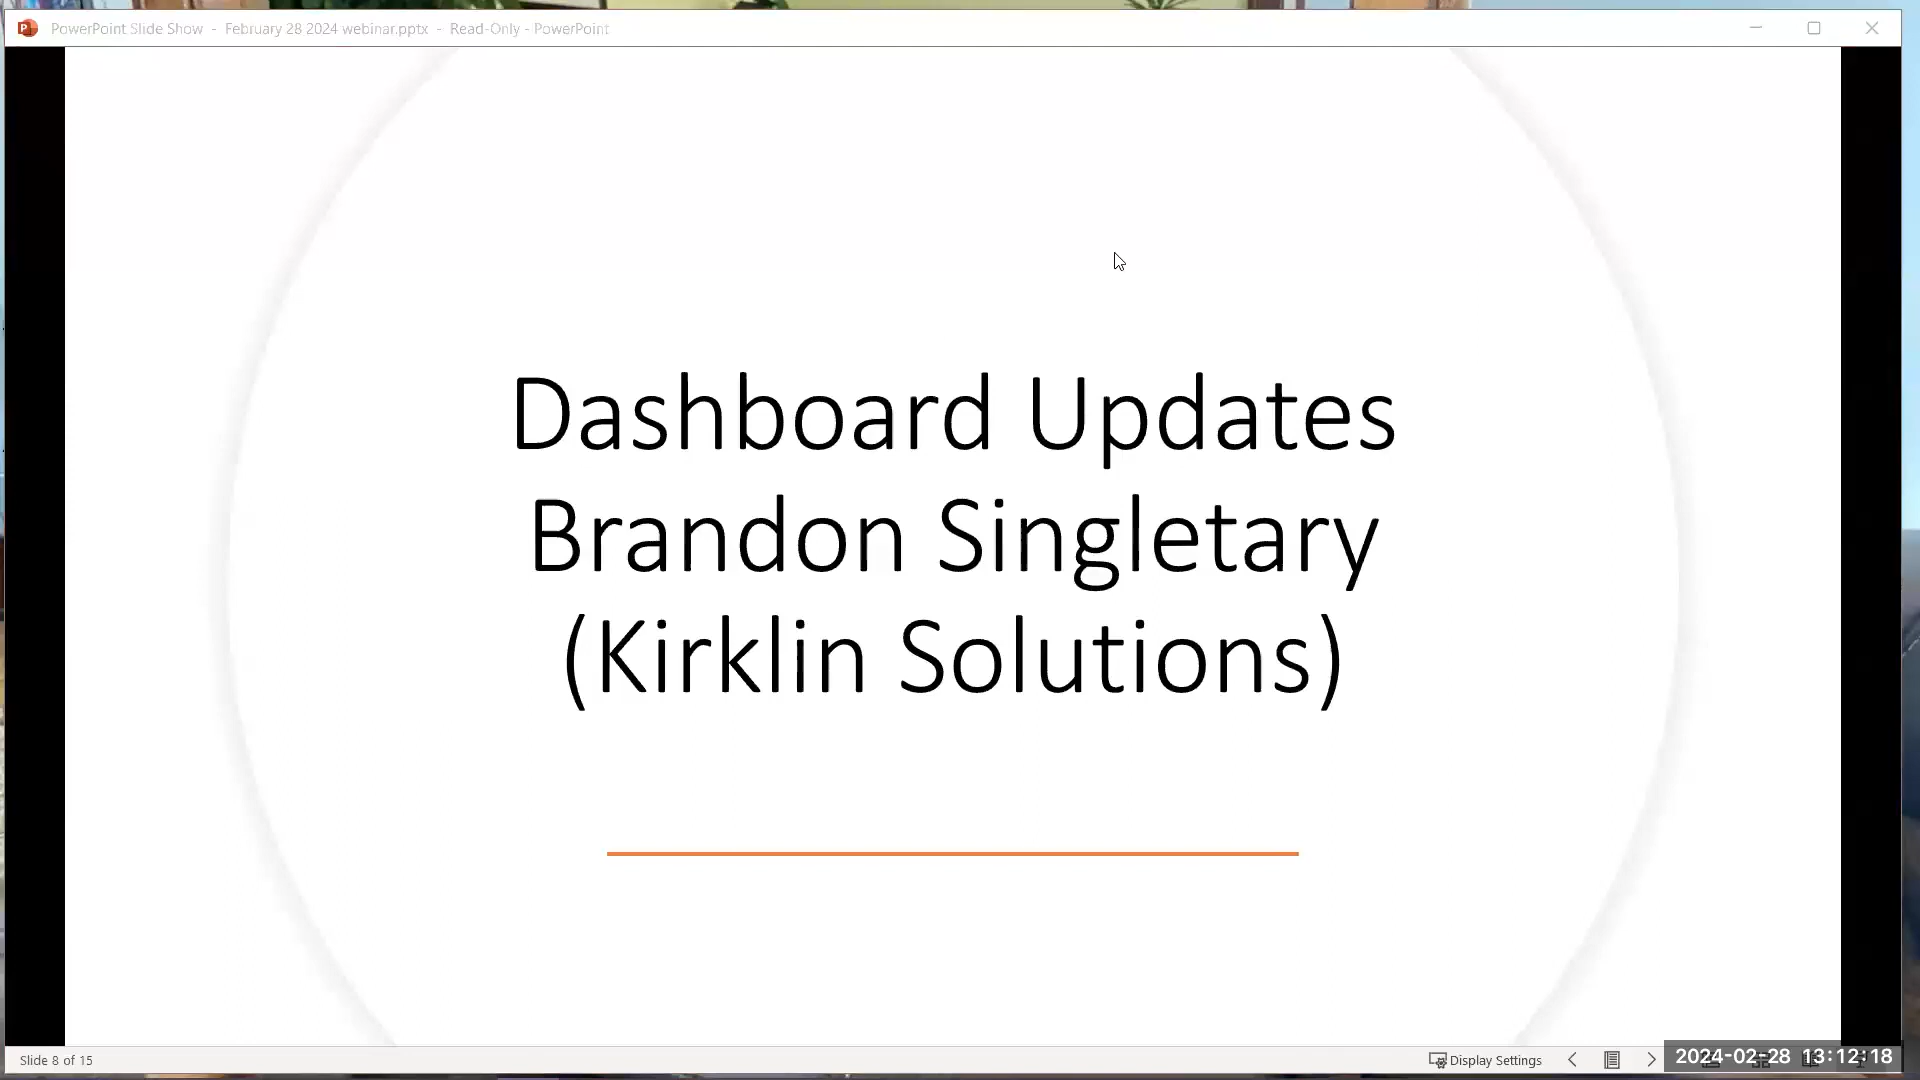 PowerPoint Slide Show - February 28 2024 webinar.pptx - Read-Only - PowerPoint
Dashboard Updates
Brandon Singletary
(Kirklin Solutions)
Slide 8 of 15
Display Settings
2024-02-28 13:12:18